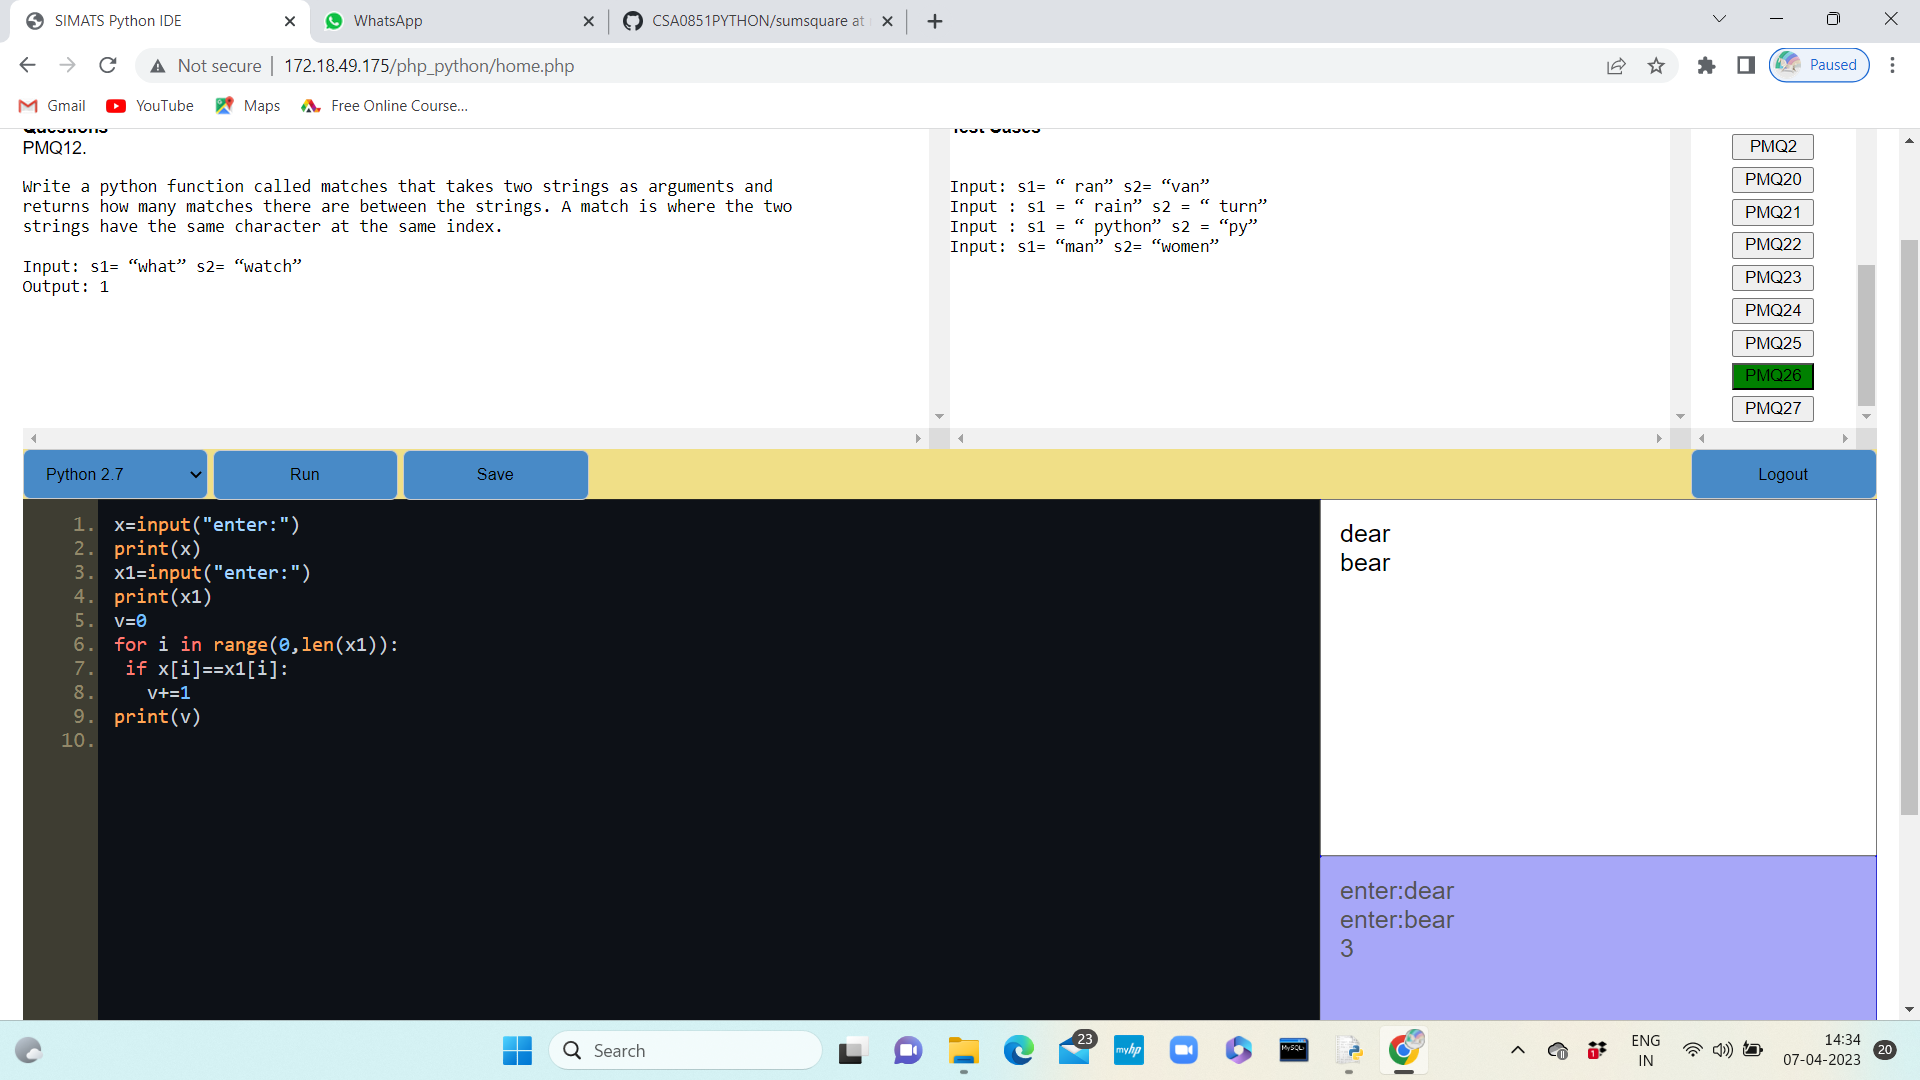 SIMATS Python IDE
WhatsApp
CSA0851PYTHON/sumsquare at
Not secure | 172.18.49.175/php_python/home.php
Paused
Gmail
YouTube
Maps
Free Online Course...
Questions
PMQ12.
Write a python function called matches that takes two strings as arguments and
returns how many matches there are between the strings. A match is where the two
strings have the same character at the same index.
Input: s1= “what” s2= “watch”
Output: 1
Test Cases
Input: s1= “ ran” s2= “van”
Input : s1 = “ rain” s2 = “ turn”
Input : s1 = “ python” s2 = “py”
Input: s1= “man” s2= “women”
PMQ2
PMQ20
PMQ21
PMQ22
PMQ23
PMQ24
PMQ25
PMQ26
PMQ27
Python 2.7
Run
Save
Logout
1. x=input("enter:")
2. print(x)
3. x1=input("enter:")
4. print(x1)
5. v=0
6. for i in range(0,len(x1)):
7.  if x[i]==x1[i]:
8.    v+=1
9. print(v)
10.
dear
bear
enter:dear
enter:bear
3
Search
23
myhp
MySQL
1
ENG
IN
14:34
07-04-2023
20